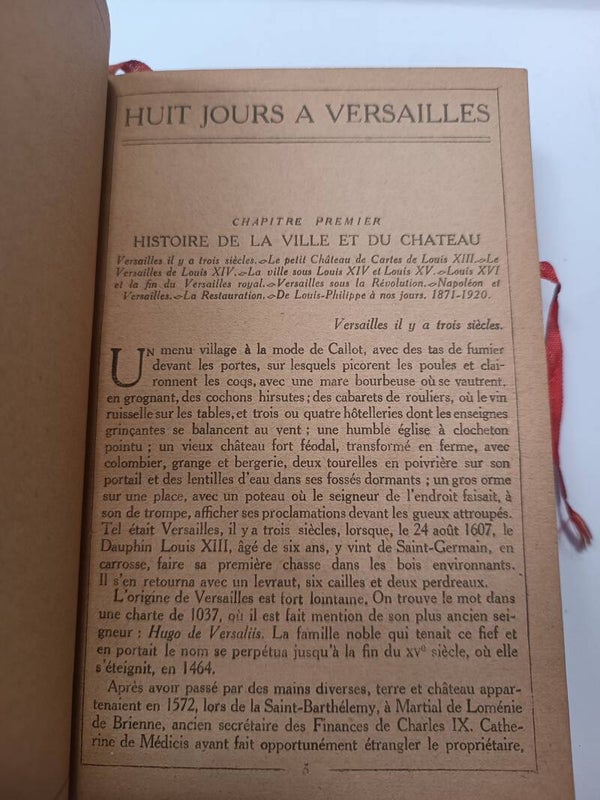 HUIT JOURS A VERSAILLES
CHAPITRE PREMIER
HISTOIRE DE LA VILLE ET DU CHATEAU
Versailles il y a trois siècles. Le petit Château de Cartes de Louis XIII. Le
Versailles de Louis XIV. La ville sous Louis XIV et Louis XV. Louis XVI
et la fin du Versailles royal. Versailles sous la Révolution. Napoléon et
Versailles. La Restauration. De Louis-Philippe à nos jours. 1871-1920.
Versailles il y a trois siècles.
UN menu village à la mode de Callot, avec des tas de fumier
devant les portes, sur lesquels picorent les poules et clai-
ronnent les coqs, avec une mare bourbeuse où se vautrent,
en grognant, des cochons hirsutes; des cabarets de rouliers, où le vin
ruisselle sur les tables, et trois ou quatre hôtelleries dont les enseignes
grinçantes se balancent au vent; une humble église à clocheton
pointu; un vieux château fort féodal, transformé en ferme, avec
colombier, grange et bergerie, deux tourelles en poivrière sur son
portail et des lentilles d'eau dans ses fossés dormants; un gros orme
sur une place, avec un poteau où le seigneur de l'endroit faisait, à
son de trompe, afficher ses proclamations devant les gueux attroupés.
Tel était Versailles, il y a trois siècles, lorsque, le 24 août 1607, le
Dauphin Louis XIII, âgé de six ans, y vint de Saint-Germain, en
carrosse, faire sa première chasse dans les bois environnants.
Il s'en retourna avec un levraut, six cailles et deux perdreaux.
L'origine de Versailles est fort lointaine. On trouve le mot dans
une charte de 1037, où il est fait mention de son plus ancien sei-
gneur : Hugo de Versaliis. La famille noble qui tenait ce fief et
en portait le nom se perpétua jusqu'à la fin du XVe siècle, où elle
s'éteignit, en 1464.
Après avoir passé par des mains diverses, terre et château appar-
tenaient en 1572, lors de la Saint-Barthélemy, à Martial de Loménie
de Brienne, ancien secrétaire des Finances de Charles IX. Cathe-
rine de Médicis ayant fait opportunément étrangler le propriétaire,
5